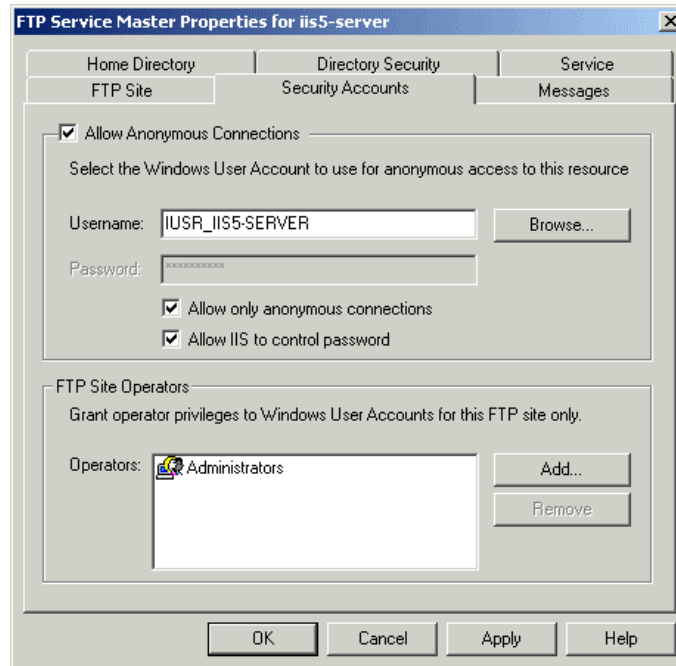 FTP Service Master Properties for iis5-server
Home Directory
Directory Security
Service
FTP Site
Security Accounts
Messages
Allow Anonymous Connections
Select the Windows User Account to use for anonymous access to this resource
Username: IUSR_IIS5-SERVER Browse...
Password: **********
Allow only anonymous connections
Allow IIS to control password
FTP Site Operators
Grant operator privileges to Windows User Accounts for this FTP site only.
Operators: Administrators Add...
Remove
OK Cancel Apply Help